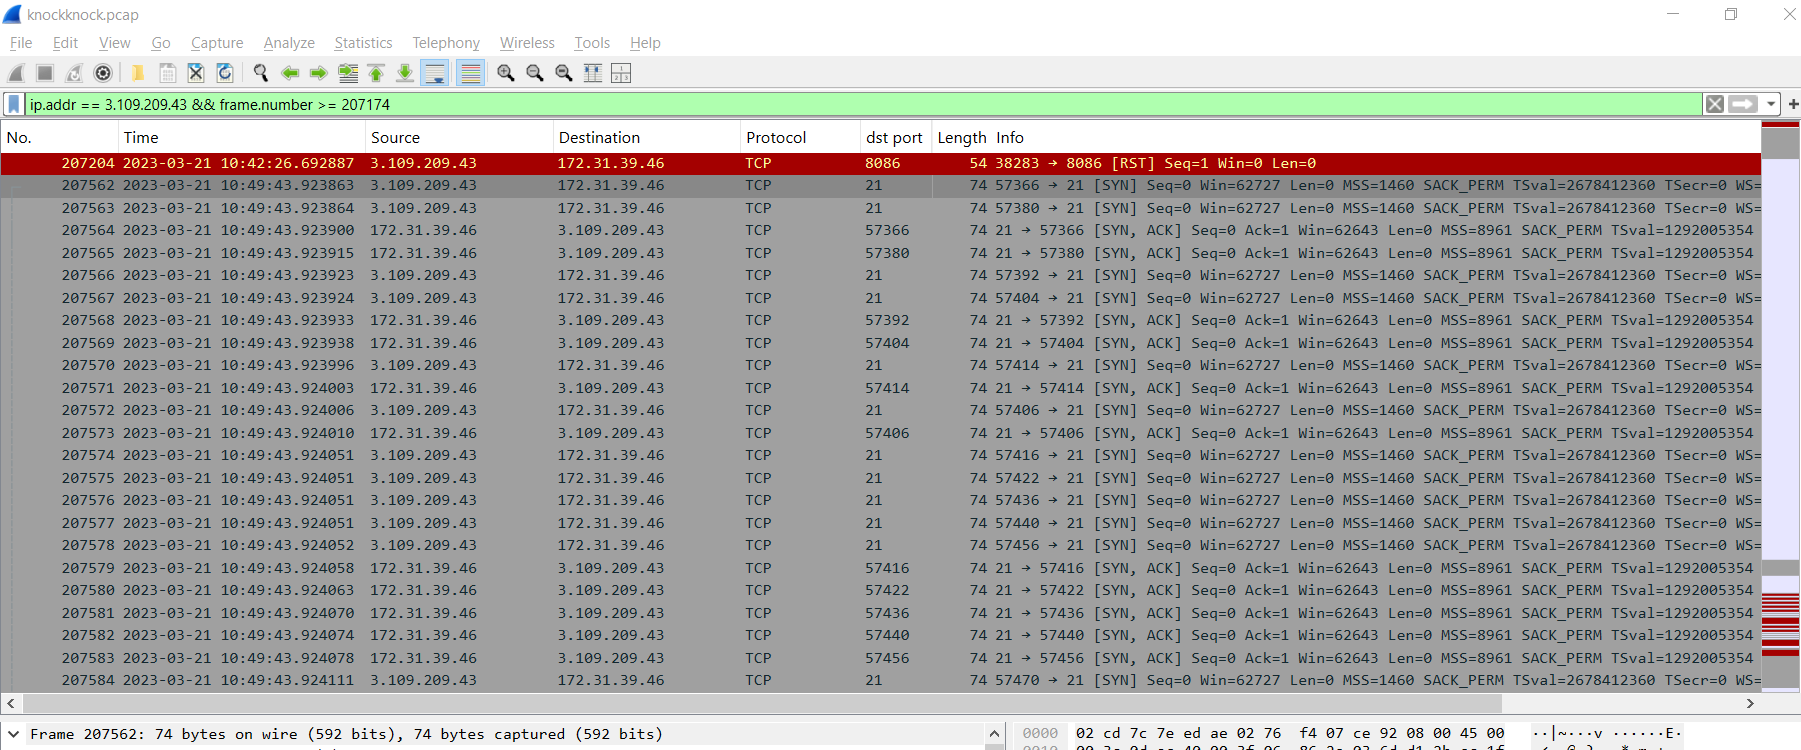 knockknock.pcap
File Edit View Go Capture Analyze Statistics Telephony Wireless Tools Help
ip.addr == 3.109.209.43 && frame.number >= 207174
No. Time Source Destination Protocol dst port Length Info
207204 2023-03-21 10:42:26.692887 3.109.209.43 172.31.39.46 TCP 8086 54 38283 → 8086 [RST] Seq=1 Win=0 Len=0
207562 2023-03-21 10:49:43.923863 3.109.209.43 172.31.39.46 TCP 21 74 57366 → 21 [SYN] Seq=0 Win=62727 Len=0 MSS=1460 SACK_PERM TSval=2678412360 TSecr=0 WS=
207563 2023-03-21 10:49:43.923864 3.109.209.43 172.31.39.46 TCP 21 74 57380 → 21 [SYN] Seq=0 Win=62727 Len=0 MSS=1460 SACK_PERM TSval=2678412360 TSecr=0 WS=
207564 2023-03-21 10:49:43.923900 172.31.39.46 3.109.209.43 TCP 57366 74 21 → 57366 [SYN, ACK] Seq=0 Ack=1 Win=62643 Len=0 MSS=8961 SACK_PERM TSval=1292005354
207565 2023-03-21 10:49:43.923915 172.31.39.46 3.109.209.43 TCP 57380 74 21 → 57380 [SYN, ACK] Seq=0 Ack=1 Win=62643 Len=0 MSS=8961 SACK_PERM TSval=1292005354
207566 2023-03-21 10:49:43.923923 3.109.209.43 172.31.39.46 TCP 21 74 57392 → 21 [SYN] Seq=0 Win=62727 Len=0 MSS=1460 SACK_PERM TSval=2678412360 TSecr=0 WS=
207567 2023-03-21 10:49:43.923924 3.109.209.43 172.31.39.46 TCP 21 74 57404 → 21 [SYN] Seq=0 Win=62727 Len=0 MSS=1460 SACK_PERM TSval=2678412360 TSecr=0 WS=
207568 2023-03-21 10:49:43.923933 172.31.39.46 3.109.209.43 TCP 57392 74 21 → 57392 [SYN, ACK] Seq=0 Ack=1 Win=62643 Len=0 MSS=8961 SACK_PERM TSval=1292005354
207569 2023-03-21 10:49:43.923938 172.31.39.46 3.109.209.43 TCP 57404 74 21 → 57404 [SYN, ACK] Seq=0 Ack=1 Win=62643 Len=0 MSS=8961 SACK_PERM TSval=1292005354
207570 2023-03-21 10:49:43.923996 3.109.209.43 172.31.39.46 TCP 21 74 57414 → 21 [SYN] Seq=0 Win=62727 Len=0 MSS=1460 SACK_PERM TSval=2678412360 TSecr=0 WS=
207571 2023-03-21 10:49:43.924003 172.31.39.46 3.109.209.43 TCP 57414 74 21 → 57414 [SYN, ACK] Seq=0 Ack=1 Win=62643 Len=0 MSS=8961 SACK_PERM TSval=1292005354
207572 2023-03-21 10:49:43.924006 3.109.209.43 172.31.39.46 TCP 21 74 57406 → 21 [SYN] Seq=0 Win=62727 Len=0 MSS=1460 SACK_PERM TSval=2678412360 TSecr=0 WS=
207573 2023-03-21 10:49:43.924010 172.31.39.46 3.109.209.43 TCP 57406 74 21 → 57406 [SYN, ACK] Seq=0 Ack=1 Win=62643 Len=0 MSS=8961 SACK_PERM TSval=1292005354
207574 2023-03-21 10:49:43.924051 3.109.209.43 172.31.39.46 TCP 21 74 57416 → 21 [SYN] Seq=0 Win=62727 Len=0 MSS=1460 SACK_PERM TSval=2678412360 TSecr=0 WS=
207575 2023-03-21 10:49:43.924051 3.109.209.43 172.31.39.46 TCP 21 74 57422 → 21 [SYN] Seq=0 Win=62727 Len=0 MSS=1460 SACK_PERM TSval=2678412360 TSecr=0 WS=
207576 2023-03-21 10:49:43.924051 3.109.209.43 172.31.39.46 TCP 21 74 57436 → 21 [SYN] Seq=0 Win=62727 Len=0 MSS=1460 SACK_PERM TSval=2678412360 TSecr=0 WS=
207577 2023-03-21 10:49:43.924051 3.109.209.43 172.31.39.46 TCP 21 74 57440 → 21 [SYN] Seq=0 Win=62727 Len=0 MSS=1460 SACK_PERM TSval=2678412360 TSecr=0 WS=
207578 2023-03-21 10:49:43.924052 3.109.209.43 172.31.39.46 TCP 21 74 57456 → 21 [SYN] Seq=0 Win=62727 Len=0 MSS=1460 SACK_PERM TSval=2678412360 TSecr=0 WS=
207579 2023-03-21 10:49:43.924058 172.31.39.46 3.109.209.43 TCP 57416 74 21 → 57416 [SYN, ACK] Seq=0 Ack=1 Win=62643 Len=0 MSS=8961 SACK_PERM TSval=1292005354
207580 2023-03-21 10:49:43.924063 172.31.39.46 3.109.209.43 TCP 57422 74 21 → 57422 [SYN, ACK] Seq=0 Ack=1 Win=62643 Len=0 MSS=8961 SACK_PERM TSval=1292005354
207581 2023-03-21 10:49:43.924070 172.31.39.46 3.109.209.43 TCP 57436 74 21 → 57436 [SYN, ACK] Seq=0 Ack=1 Win=62643 Len=0 MSS=8961 SACK_PERM TSval=1292005354
207582 2023-03-21 10:49:43.924074 172.31.39.46 3.109.209.43 TCP 57440 74 21 → 57440 [SYN, ACK] Seq=0 Ack=1 Win=62643 Len=0 MSS=8961 SACK_PERM TSval=1292005354
207583 2023-03-21 10:49:43.924078 172.31.39.46 3.109.209.43 TCP 57456 74 21 → 57456 [SYN, ACK] Seq=0 Ack=1 Win=62643 Len=0 MSS=8961 SACK_PERM TSval=1292005354
207584 2023-03-21 10:49:43.924111 3.109.209.43 172.31.39.46 TCP 21 74 57470 → 21 [SYN] Seq=0 Win=62727 Len=0 MSS=1460 SACK_PERM TSval=2678412360 TSecr=0 WS=
Frame 207562: 74 bytes on wire (592 bits), 74 bytes captured (592 bits)
0000 02 cd 7c 7e ed ae 02 76 f4 07 ce 92 08 00 45 00 ··|~···v ······E·